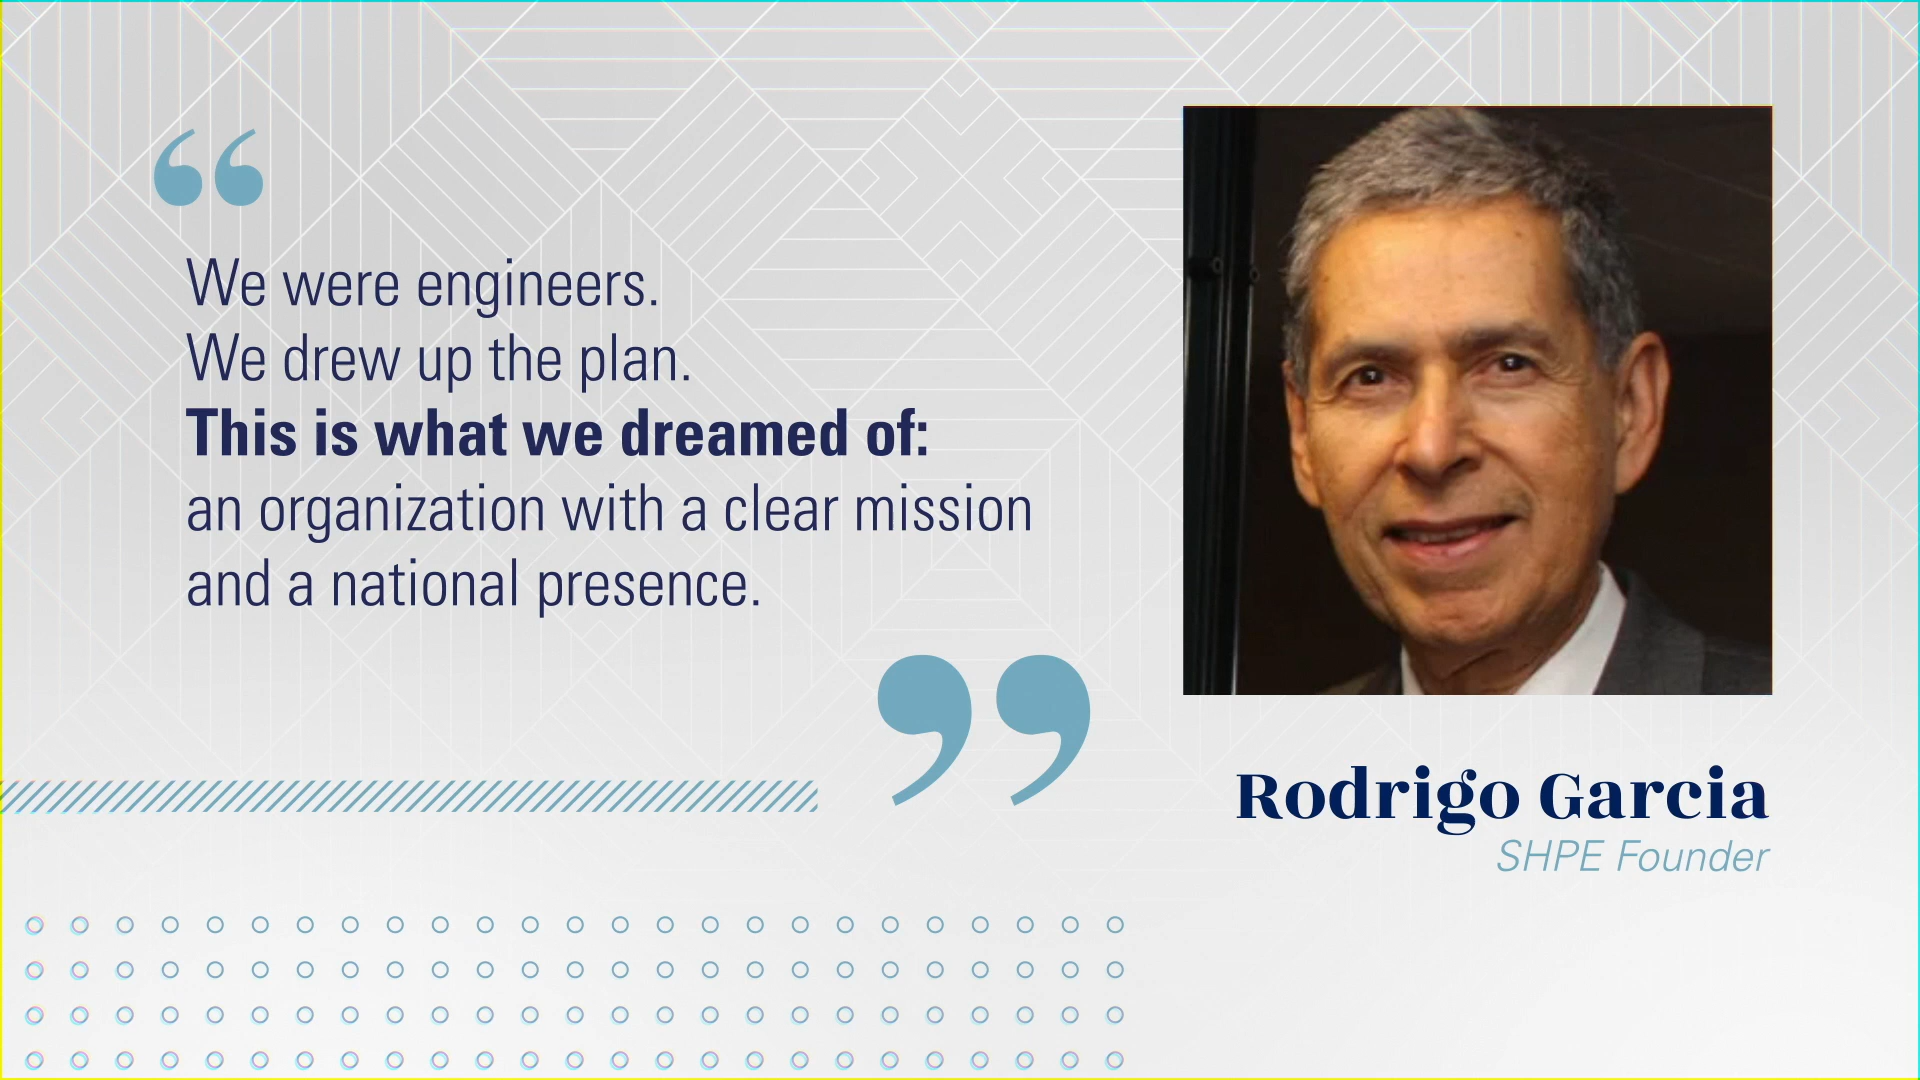 “
We were engineers.
We drew up the plan.
This is what we dreamed of:
an organization with a clear mission
and a national presence.
”
Rodrigo Garcia
SHPE Founder